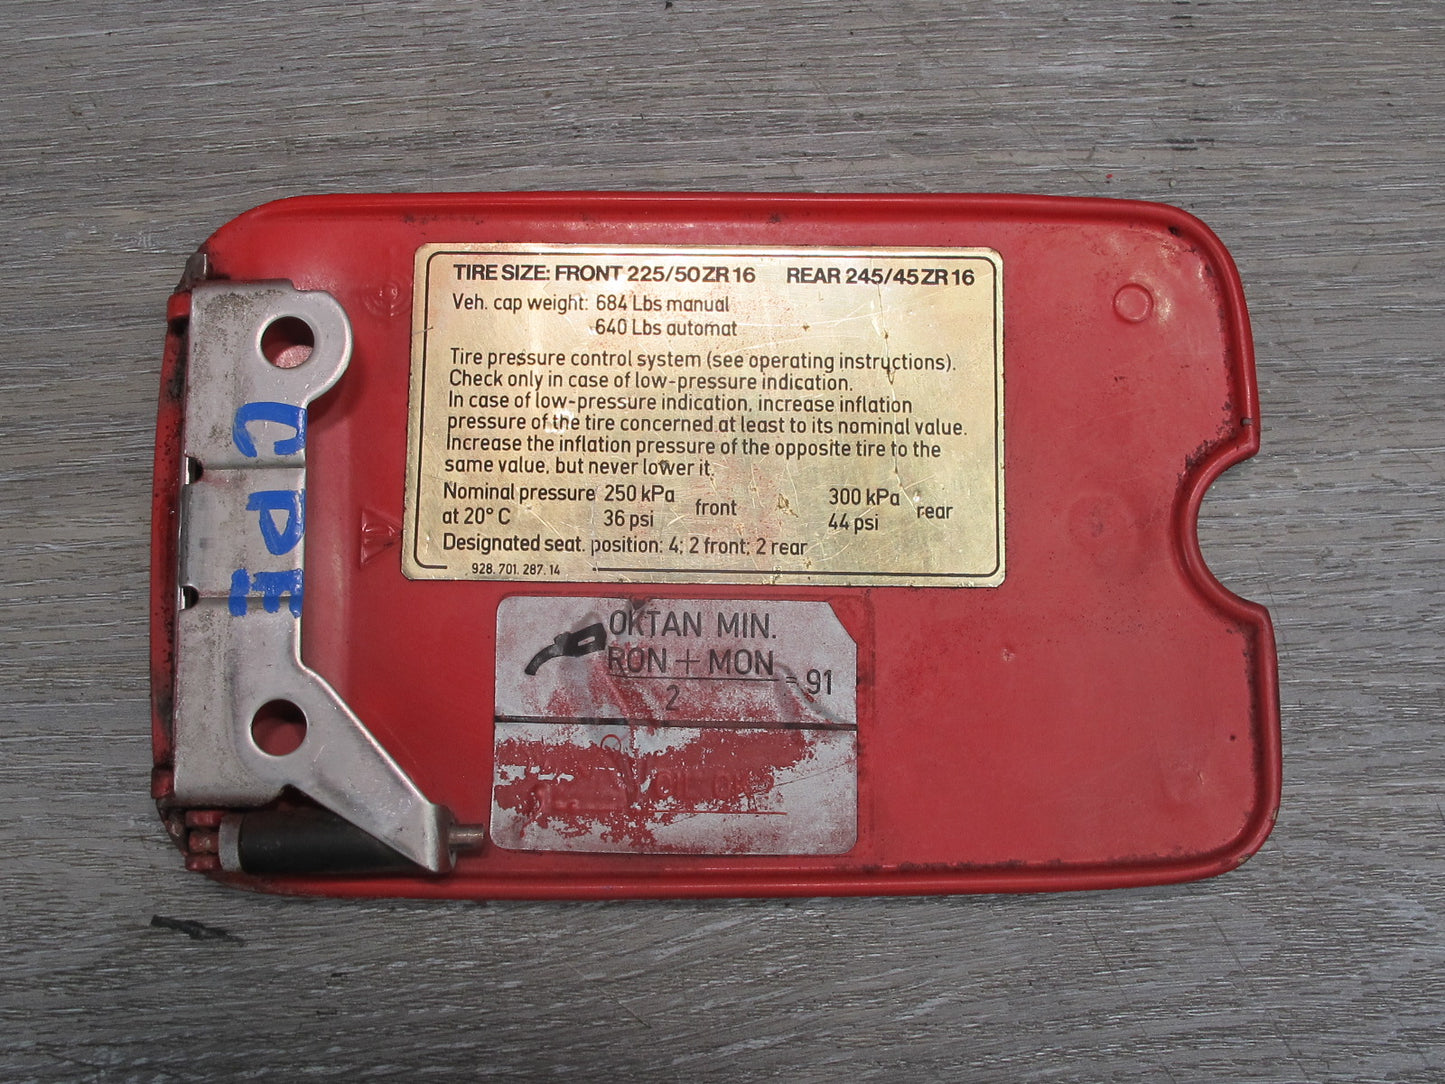 TIRE SIZE: FRONT 225/50 ZR 16 REAR 245/45 ZR 16
Veh. cap weight: 684 Lbs manual
640 Lbs automat
Tire pressure control system (see operating instructions).
Check only in case of low-pressure indication.
In case of low-pressure indication, increase inflation
pressure of the tire concerned at least to its nominal value.
Increase the inflation pressure of the opposite tire to the
same value, but never lower it.
Nominal pressure 250 kPa front 300 kPa rear
at 20° C 36 psi 44 psi
Designated seat. position: 4; 2 front; 2 rear
928. 701. 287. 14
OKTAN MIN.
RON + MON
2
= 91
CPE